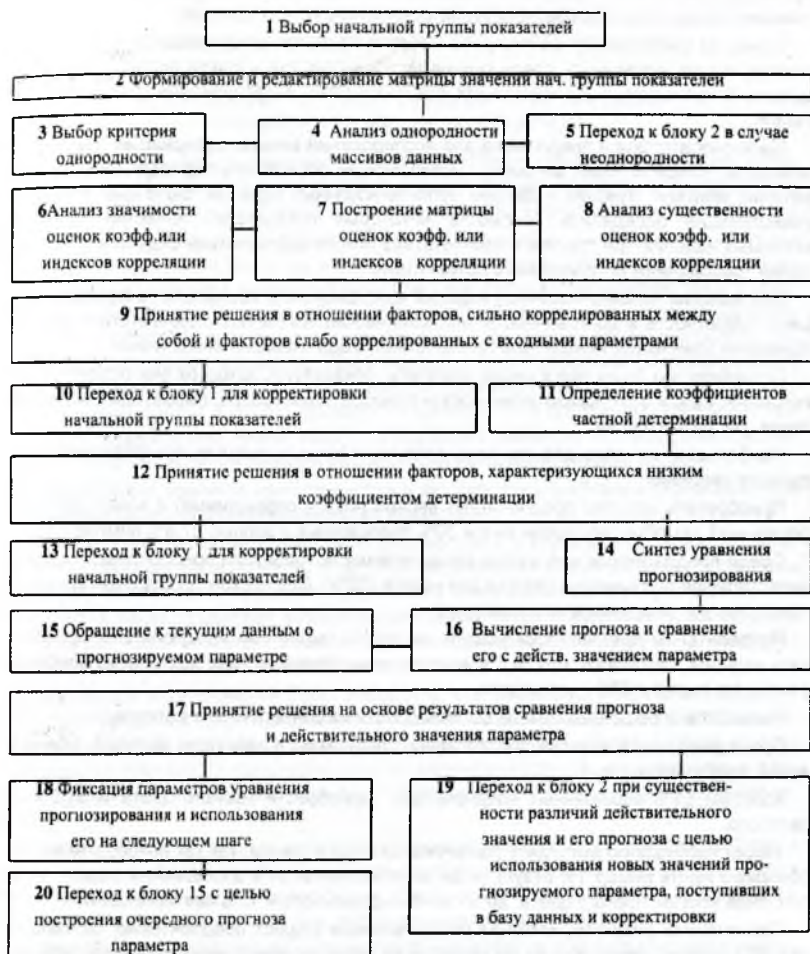 1 Выбор начальной группы показателей
2 Формирование и редактирование матрицы значений нач. группы показателей
3 Выбор критерия
однородности
4 Анализ однородности
массивов данных
5 Переход к блоку 2 в случае
неоднородности
6 Анализ значимости
оценок коэфф.или
индексов корреляции
7 Построение матрицы
оценок коэфф. или
индексов корреляции
8 Анализ существенности
оценок коэфф. или
индексов корреляции
9 Принятие решения в отношении факторов, сильно коррелированных между
собой и факторов слабо коррелированных с входными параметрами
10 Переход к блоку 1 для корректировки
начальной группы показателей
11 Определение коэффициентов
частной детерминации
12 Принятие решения в отношении факторов, характеризующихся низким
коэффициентом детерминации
13 Переход к блоку 1 для корректировки
начальной группы показателей
14 Синтез уравнения
прогнозирования
15 Обращение к текущим данным о
прогнозируемом параметре
16 Вычисление прогноза и сравнение
его с действ. значением параметра
17 Принятие решения на основе результатов сравнения прогноза
и действительного значения параметра
18 Фиксация параметров уравнения
прогнозирования и использования
его на следующем шаге
19 Переход к блоку 2 при существен-
ности различий действительного
значения и его прогноза с целью
учета новых значений про-
гнозируемого параметра, поступивших
в базу данных и корректировки
20 Переход к блоку 15 с целью
построения очередного прогноза
параметра